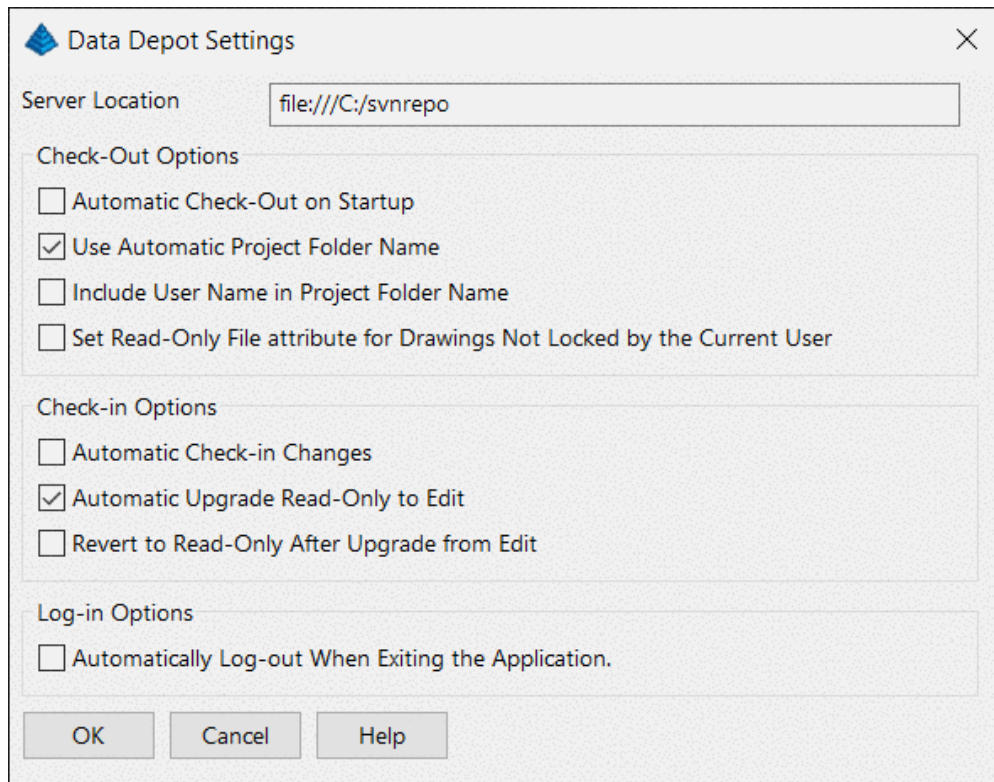 Data Depot Settings
Server Location file:///C:/svnrepo
Check-Out Options
Automatic Check-Out on Startup
Use Automatic Project Folder Name
Include User Name in Project Folder Name
Set Read-Only File attribute for Drawings Not Locked by the Current User
Check-in Options
Automatic Check-in Changes
Automatic Upgrade Read-Only to Edit
Revert to Read-Only After Upgrade from Edit
Log-in Options
Automatically Log-out When Exiting the Application.
OK Cancel Help